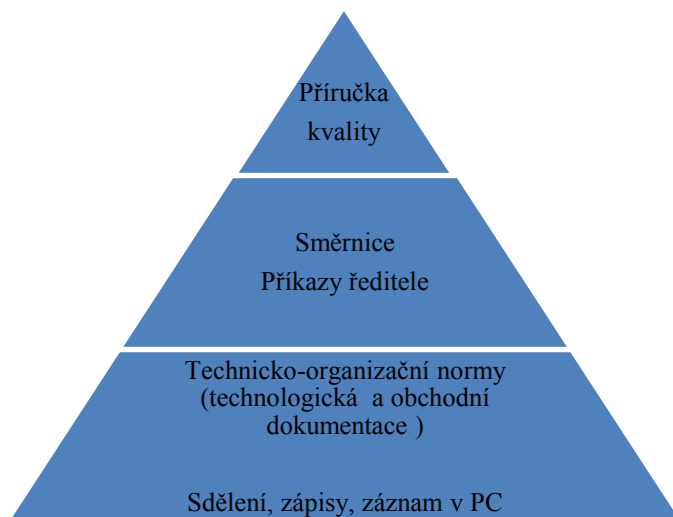 Příručka
kvality
Směrnice
Příkazy ředitele
Technicko-organizační normy
(technologická  a obchodní
dokumentace )
Sdělení, zápisy, záznam v PC